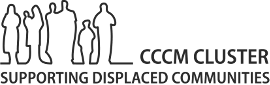 CCCM CLUSTER
SUPPORTING DISPLACED COMMUNITIES